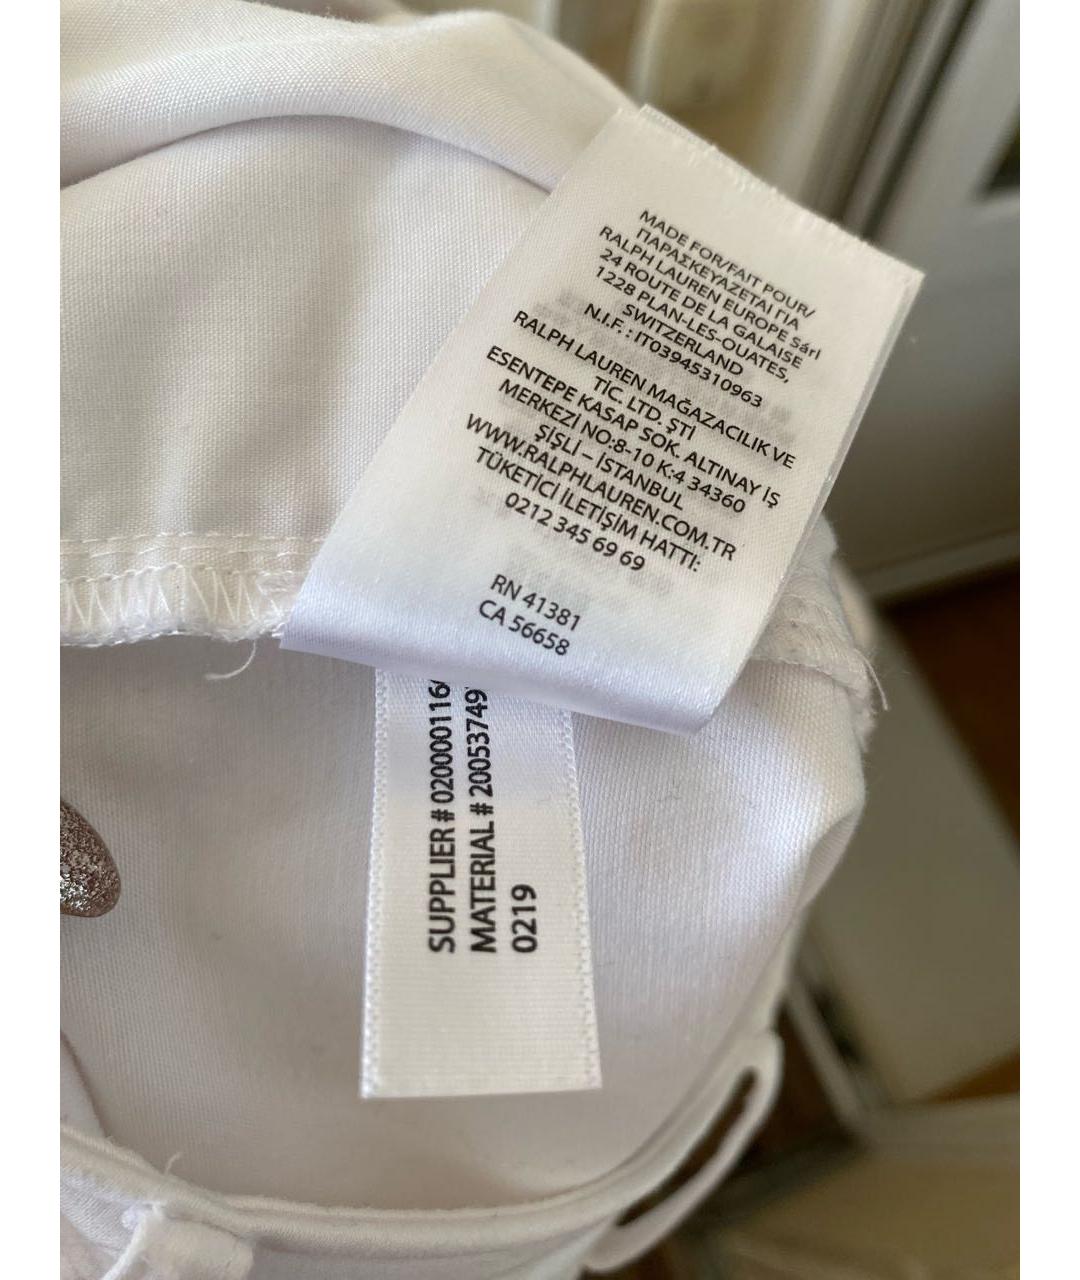 MADE FOR/FAIT POUR/
ΠΑΡΑΣΚΕΥΑΖΕΤΑΙ ΓΙΑ
RALPH LAUREN EUROPE Sárl
24 ROUTE DE LA GALAISE
1228 PLAN-LES-OUATES,
SWITZERLAND
N.I.F. : IT03945310963
RALPH LAUREN MAĞAZACILIK VE
TİC. LTD. ŞTİ
ESENTEPE KASAP SOK. ALTINAY İŞ
MERKEZİ NO:8-10 K:4 34360
ŞİŞLİ – İSTANBUL
WWW.RALPHLAUREN.COM.TR
TÜKETİCİ İLETİŞİM HATTI:
0212 345 69 69
RN 41381
CA 56658
SUPPLIER # 020000116
MATERIAL # 20053749
0219